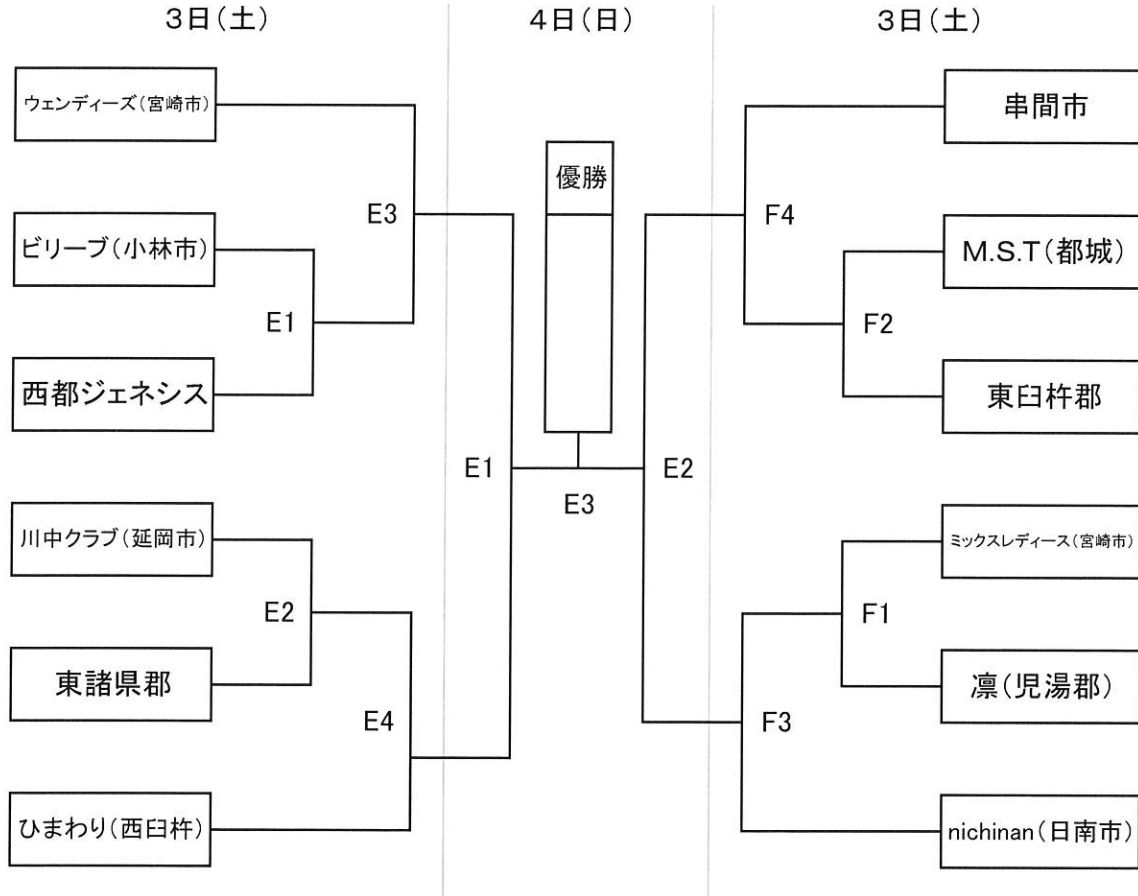 3日(土)
4日(日)
3日(土)
ウェンディーズ(宮崎市)
ビリーブ(小林市)
西都ジェネシス
川中クラブ(延岡市)
東諸県郡
ひまわり(西臼杵)
E3
E1
E2
E4
E1
優勝
E3
E2
F4
F2
F1
F3
串間市
M.S.T(都城)
東臼杵郡
ミックスレディース(宮崎市)
凛(児湯郡)
nichinan(日南市)